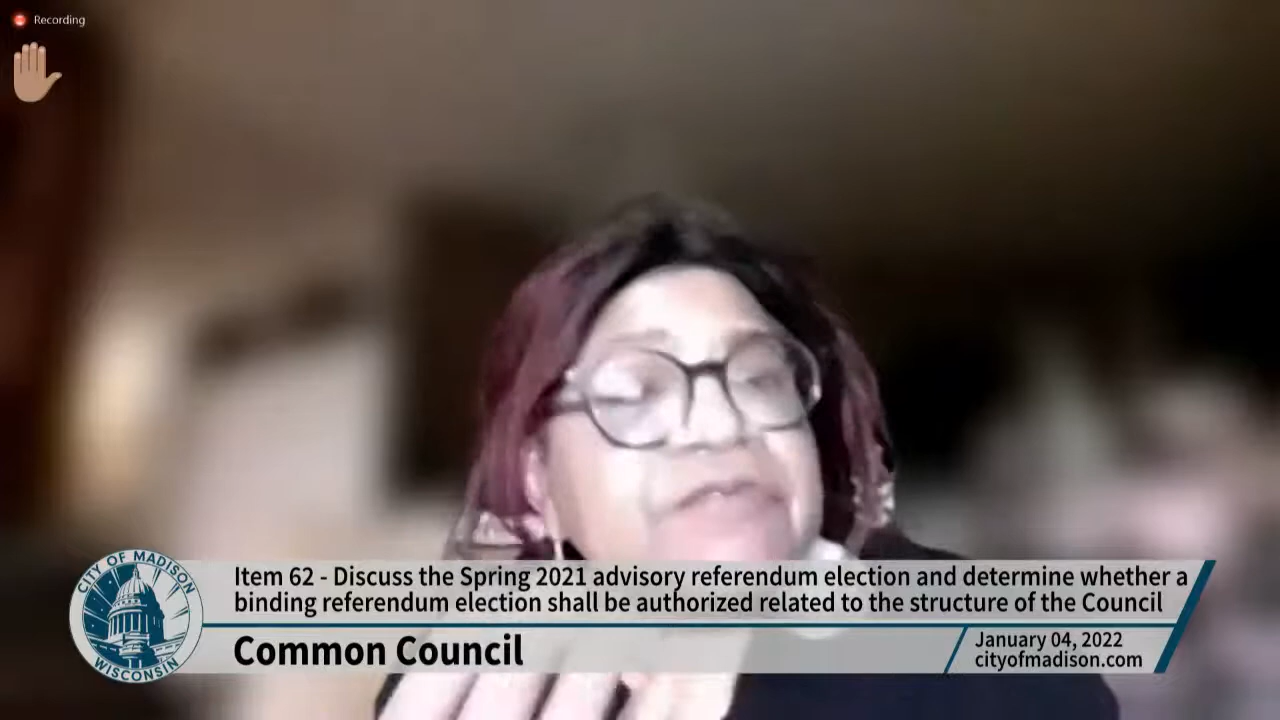 Recording
Item 62 - Discuss the Spring 2021 advisory referendum election and determine whether a
binding referendum election shall be authorized related to the structure of the Council
CITY OF MADISON
WISCONSIN
Common Council
January 04, 2022
cityofmadison.com